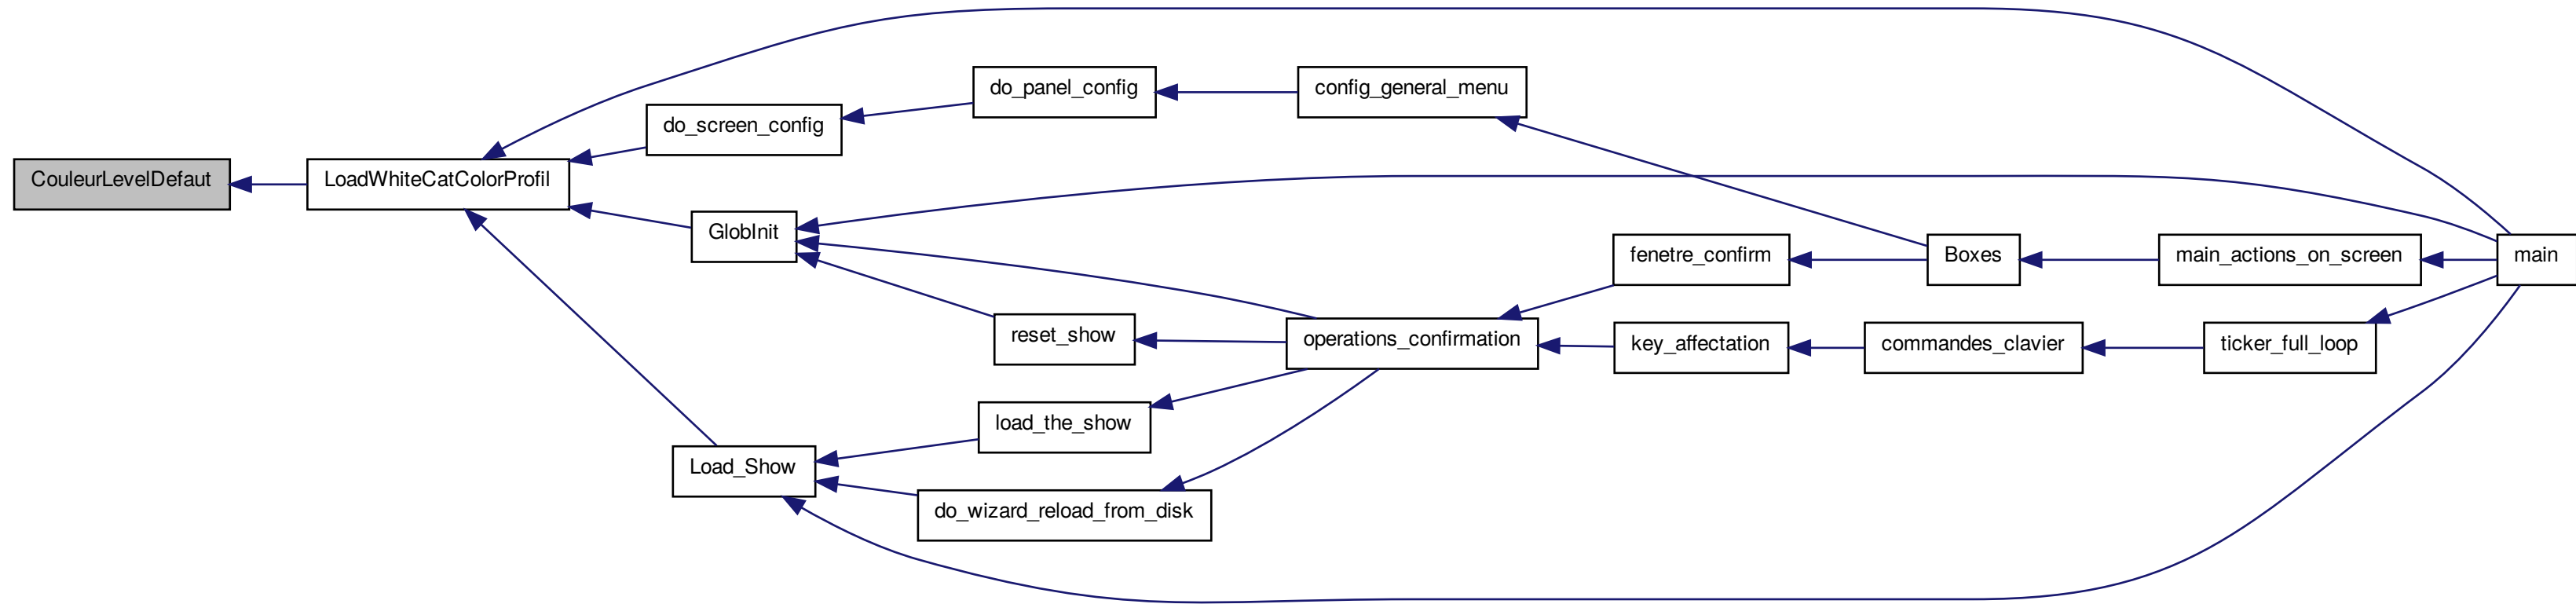 CouleurLevelDefaut
LoadWhiteCatColorProfil
do_screen_config
do_panel_config
config_general_menu
GlobInit
reset_show
operations_confirmation
fenetre_confirm
Boxes
main_actions_on_screen
main
key_affectation
commandes_clavier
ticker_full_loop
Load_Show
load_the_show
do_wizard_reload_from_disk